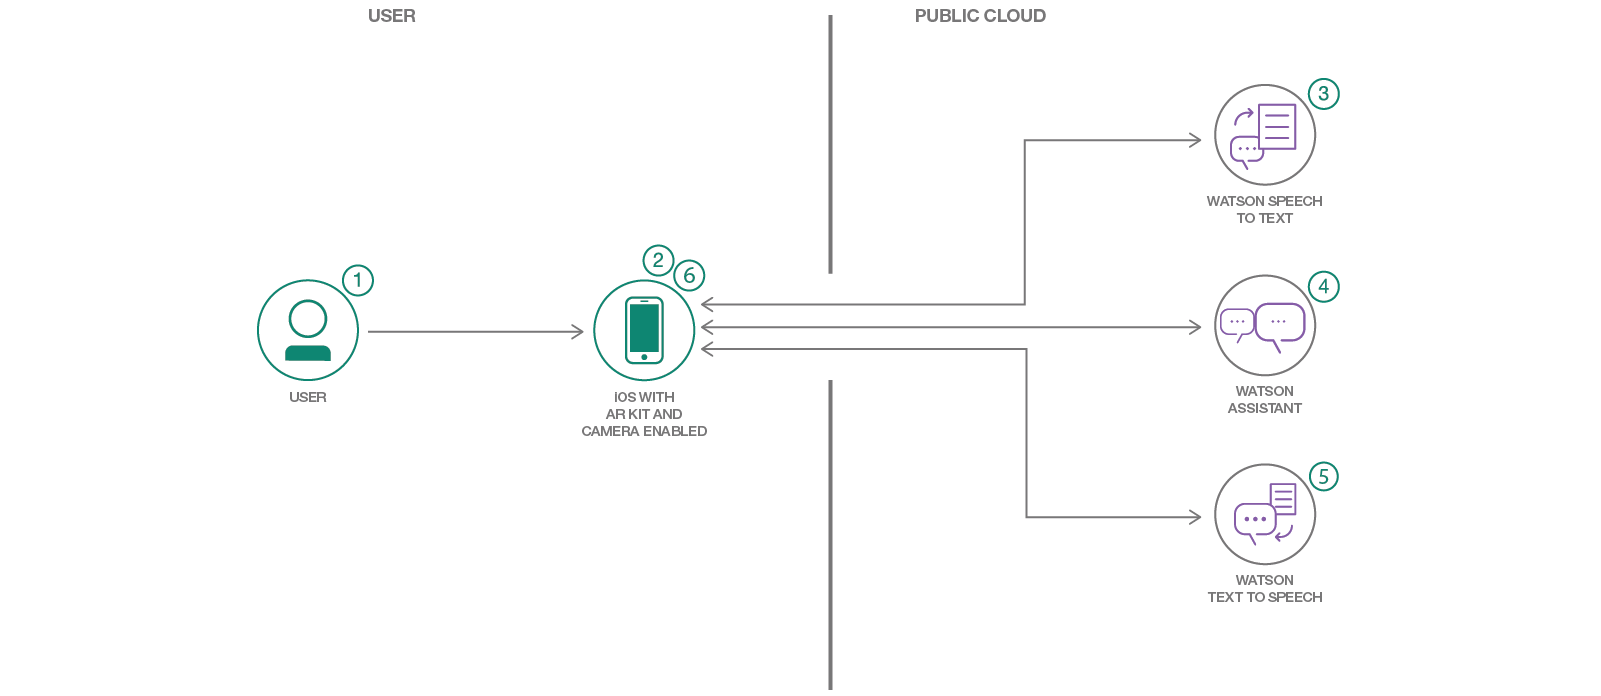 USER
PUBLIC CLOUD
3
WATSON SPEECH
TO TEXT
1
USER
2
6
iOS WITH
AR KIT AND
CAMERA ENABLED
4
WATSON
ASSISTANT
5
WATSON
TEXT TO SPEECH